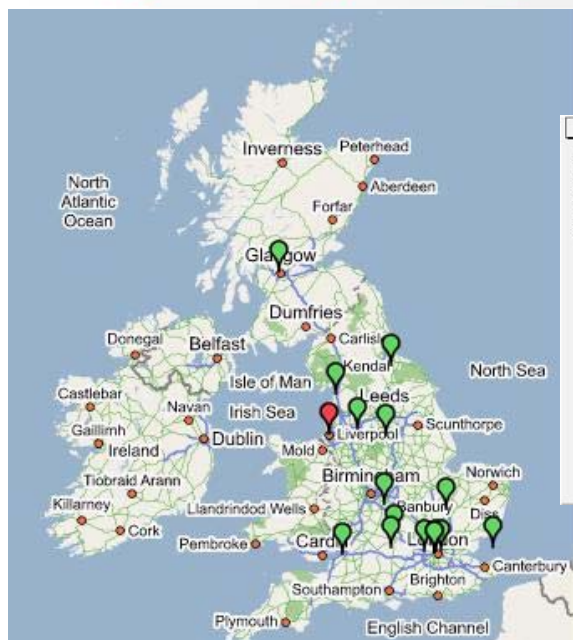 Inverness
Peterhead
North
Atlantic
Ocean
Aberdeen
Forfar
Glasgow
Dumfries
Donegal
Belfast
Carlisl
Kendal
North Sea
Isle of Man
Castlebar
Leeds
Navan
Irish Sea
Gaillimh
Dublin
Liverpool
Scunthorpe
Ireland
Mold
Tiobraid Arann
Birmingham
Norwich
Killarney
Llandrindod Wells
Banbury
Diss
Cork
Pembroke
Card
London
Canterbury
Southampton
Brighton
Plymouth
English Channel